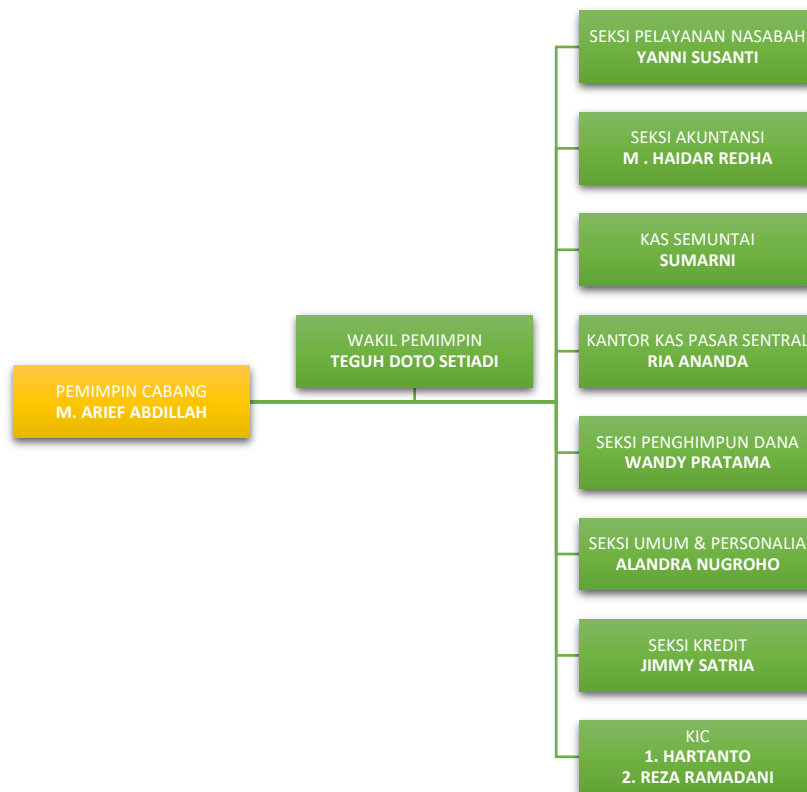 PEMIMPIN CABANG
M. ARIEF ABDILLAH
WAKIL PEMIMPIN
TEGUH DOTO SETIADI
SEKSI PELAYANAN NASABAH
YANNI SUSANTI
SEKSI AKUNTANSI
M . HAIDAR REDHA
KAS SEMUNTAI
SUMARNI
KANTOR KAS PASAR SENTRAL
RIA ANANDA
SEKSI PENGHIMPUN DANA
WANDY PRATAMA
SEKSI UMUM & PERSONALIA
ALANDRA NUGROHO
SEKSI KREDIT
JIMMY SATRIA
KIC
1. HARTANTO
2. REZA RAMADANI